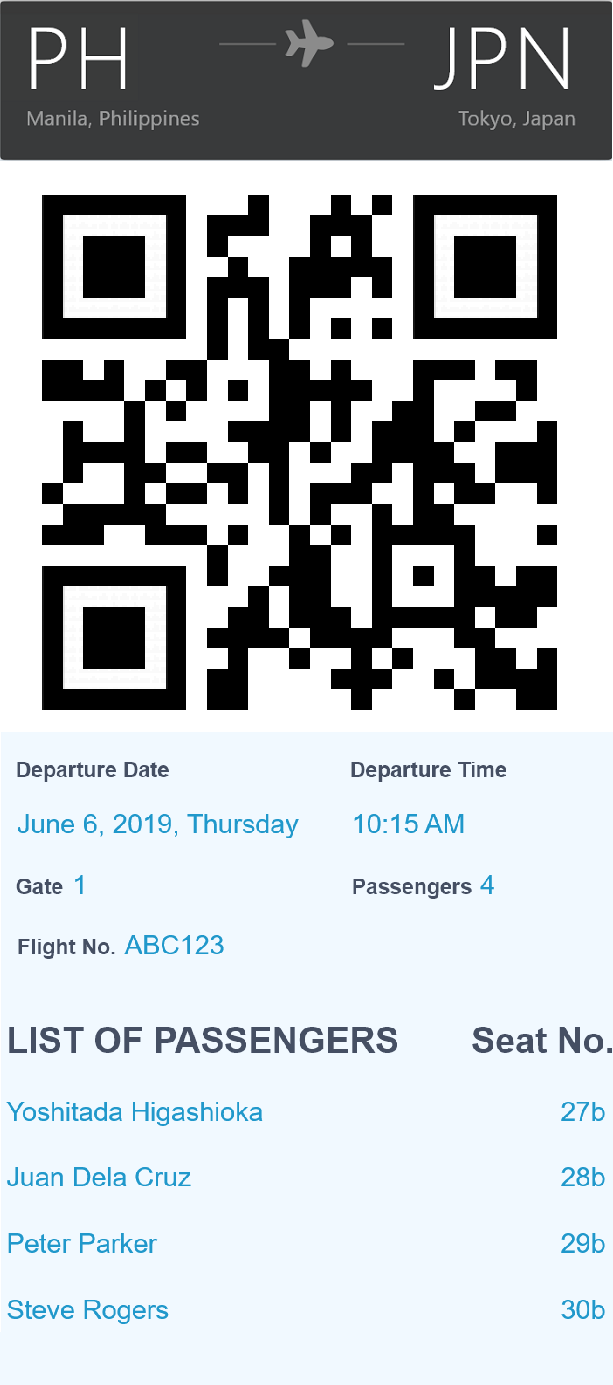 PH JPN
Manila, Philippines Tokyo, Japan
Departure Date Departure Time
June 6, 2019, Thursday 10:15 AM
Gate 1 Passengers 4
Flight No. ABC123
LIST OF PASSENGERS Seat No.
Yoshitada Higashioka 27b
Juan Dela Cruz 28b
Peter Parker 29b
Steve Rogers 30b